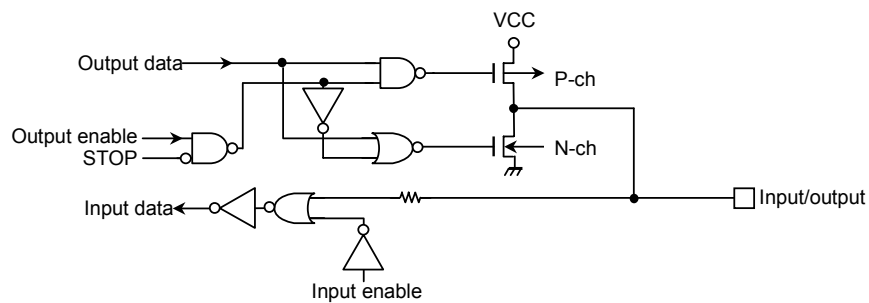 VCC
Output data
P-ch
Output enable
STOP
N-ch
Input data
Input/output
Input enable